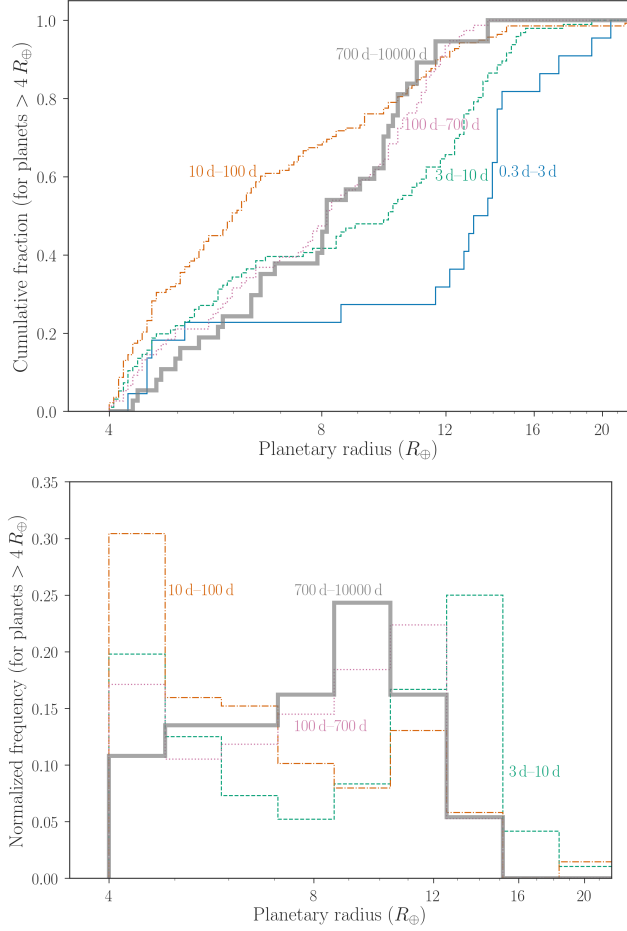 Cumulative fraction (for planets > 4 R⊕)
1.0
0.8
0.6
0.4
0.2
0.0
700 d–10000 d
100 d–700 d
10 d–100 d
3 d–10 d
0.3 d–3 d
4
8
12
16
20
Planetary radius (R⊕)
Normalized frequency (for planets > 4 R⊕)
0.35
0.30
0.25
0.20
0.15
0.10
0.05
0.00
10 d–100 d
700 d–10000 d
100 d–700 d
3 d–10 d
4
8
12
16
20
Planetary radius (R⊕)